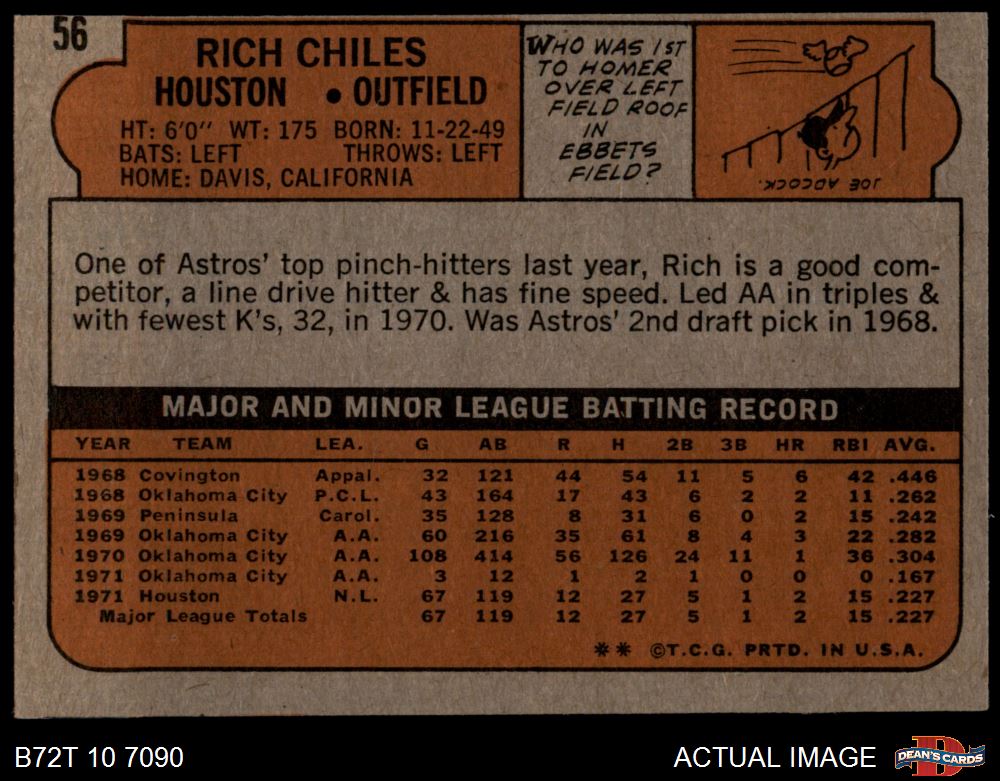 56
RICH CHILES
HOUSTON • OUTFIELD
HT: 6'0" WT: 175 BORN: 11-22-49
BATS: LEFT THROWS: LEFT
HOME: DAVIS, CALIFORNIA
WHO WAS 1ST
TO HOMER
OVER LEFT
FIELD ROOF
IN
EBBETS
FIELD?
JOE ADCOCK.
One of Astros' top pinch-hitters last year, Rich is a good com-
petitor, a line drive hitter & has fine speed. Led AA in triples &
with fewest K's, 32, in 1970. Was Astros' 2nd draft pick in 1968.
MAJOR AND MINOR LEAGUE BATTING RECORD
YEAR TEAM LEA. G AB R H 2B 3B HR RBI AVG.
1968 Covington Appal. 32 121 44 54 11 5 6 42 .446
1968 Oklahoma City P.C.L. 43 164 17 43 6 2 2 11 .262
1969 Peninsula Carol. 35 128 8 31 6 0 2 15 .242
1969 Oklahoma City A.A. 60 216 35 61 8 4 3 22 .282
1970 Oklahoma City A.A. 108 414 56 126 24 11 1 36 .304
1971 Oklahoma City A.A. 3 12 1 2 1 0 0 0 .167
1971 Houston N.L. 67 119 12 27 5 1 2 15 .227
Major League Totals 67 119 12 27 5 1 2 15 .227
** ©T.C.G. PRTD. IN U.S.A.
B72T 10 7090
ACTUAL IMAGE
D
DEAN'S CARDS